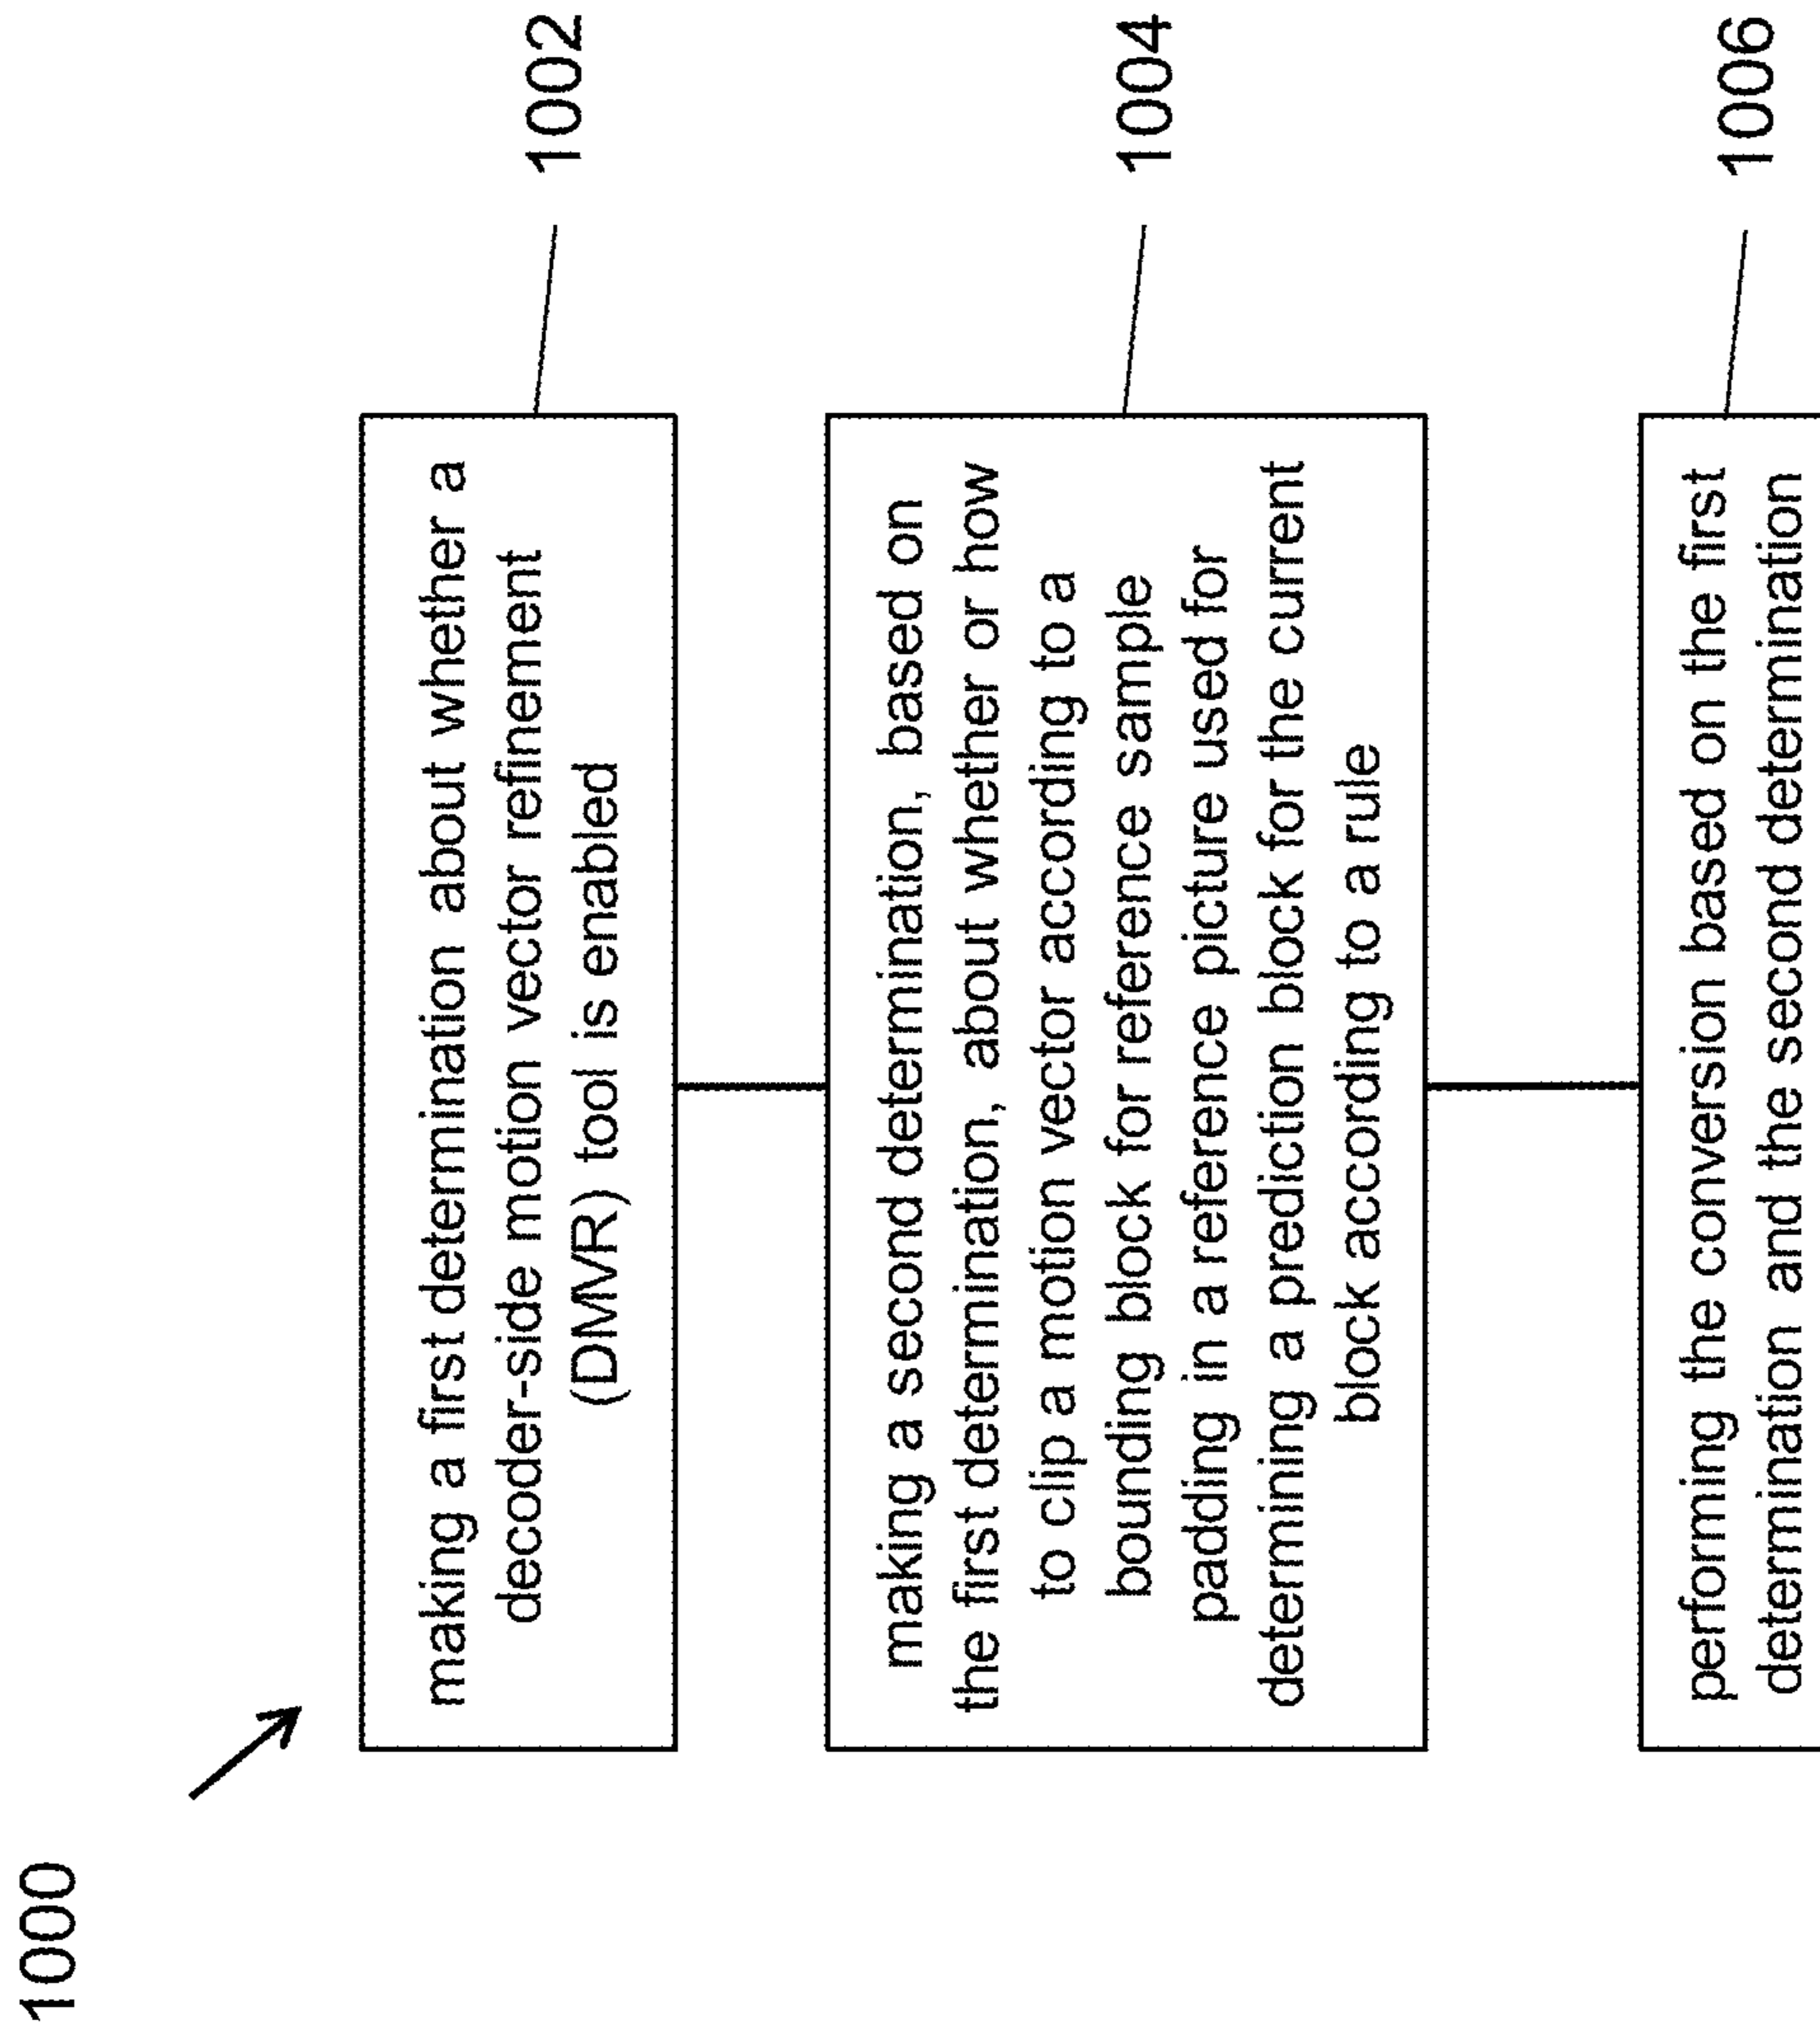 1000
making a first determination about whether a
decoder-side motion vector refinement
(DMVR) tool is enabled
1002
making a second determination, based on
the first determination, about whether or how
to clip a motion vector according to a
bounding block for reference sample
padding in a reference picture used for
determining a prediction block for the current
block according to a rule
1004
performing the conversion based on the first
determination and the second determination
1006